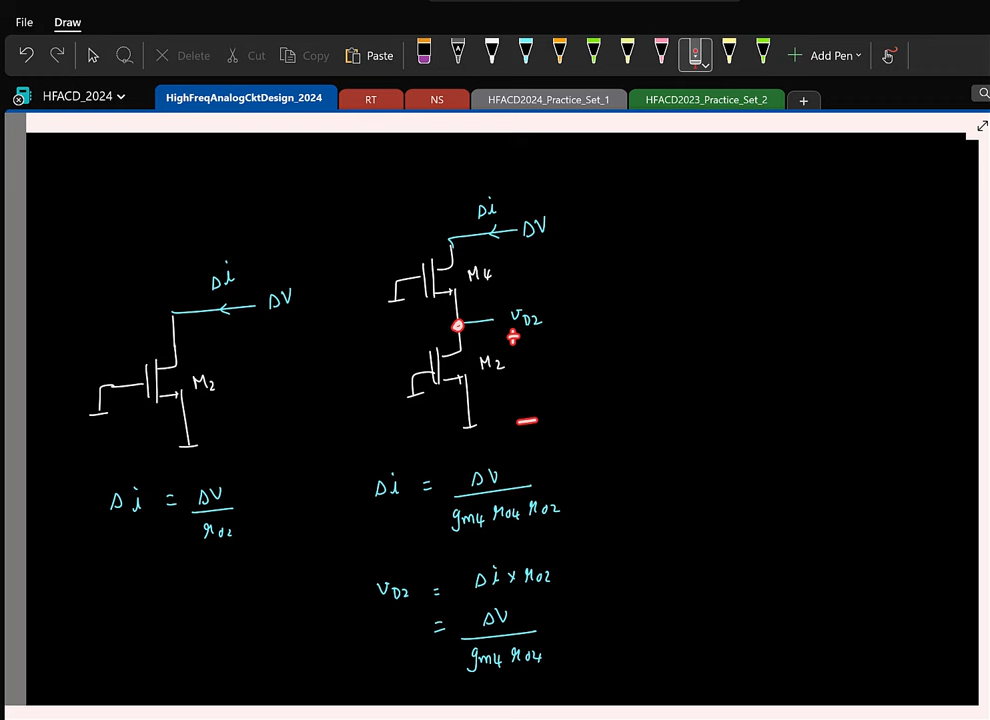 File Draw
Delete Cut Copy Paste Add Pen
HFACD_2024 HighFreqAnalogCktDesign_2024 RT NS HFACD2024_Practice_Set_1 HFACD2023_Practice_Set_2 +
Δi
ΔV
M4
Δi
ΔV
VD2
+
M2
M2
−
Δi = ΔV / ro2
Δi = ΔV / gm4 ro4 ro2
VD2 = Δi × ro2
= ΔV / gm4 ro4